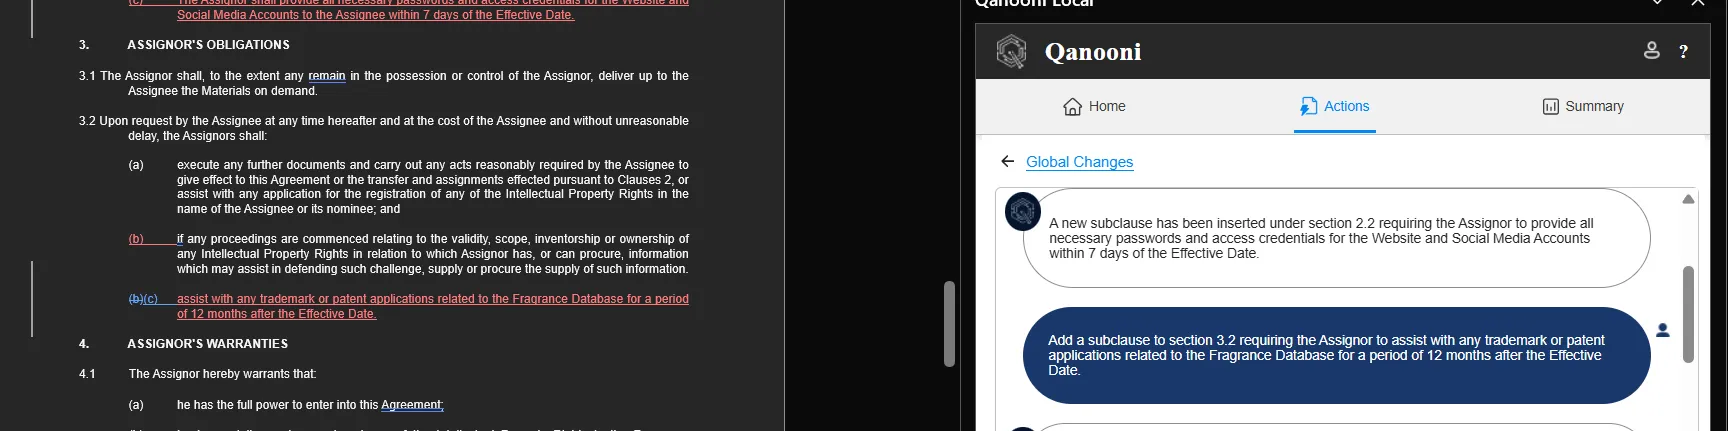 (c) The Assignor shall provide all necessary passwords and access credentials for the Website and
Social Media Accounts to the Assignee within 7 days of the Effective Date.
3. ASSIGNOR'S OBLIGATIONS
3.1 The Assignor shall, to the extent any remain in the possession or control of the Assignor, deliver up to the
Assignee the Materials on demand.
3.2 Upon request by the Assignee at any time hereafter and at the cost of the Assignee and without unreasonable
delay, the Assignors shall:
(a) execute any further documents and carry out any acts reasonably required by the Assignee to
give effect to this Agreement or the transfer and assignments effected pursuant to Clauses 2, or
assist with any application for the registration of any of the Intellectual Property Rights in the
name of the Assignee or its nominee; and
(b) if any proceedings are commenced relating to the validity, scope, inventorship or ownership of
any Intellectual Property Rights in relation to which Assignor has, or can procure, information
which may assist in defending such challenge, supply or procure the supply of such information.
(b)(c) assist with any trademark or patent applications related to the Fragrance Database for a period
of 12 months after the Effective Date.
4. ASSIGNOR'S WARRANTIES
4.1 The Assignor hereby warrants that:
(a) he has the full power to enter into this Agreement;
Qanooni Local
Qanooni
?
Home
Actions
Summary
Global Changes
A new subclause has been inserted under section 2.2 requiring the Assignor to provide all
necessary passwords and access credentials for the Website and Social Media Accounts
within 7 days of the Effective Date.
Add a subclause to section 3.2 requiring the Assignor to assist with any trademark or patent
applications related to the Fragrance Database for a period of 12 months after the Effective
Date.